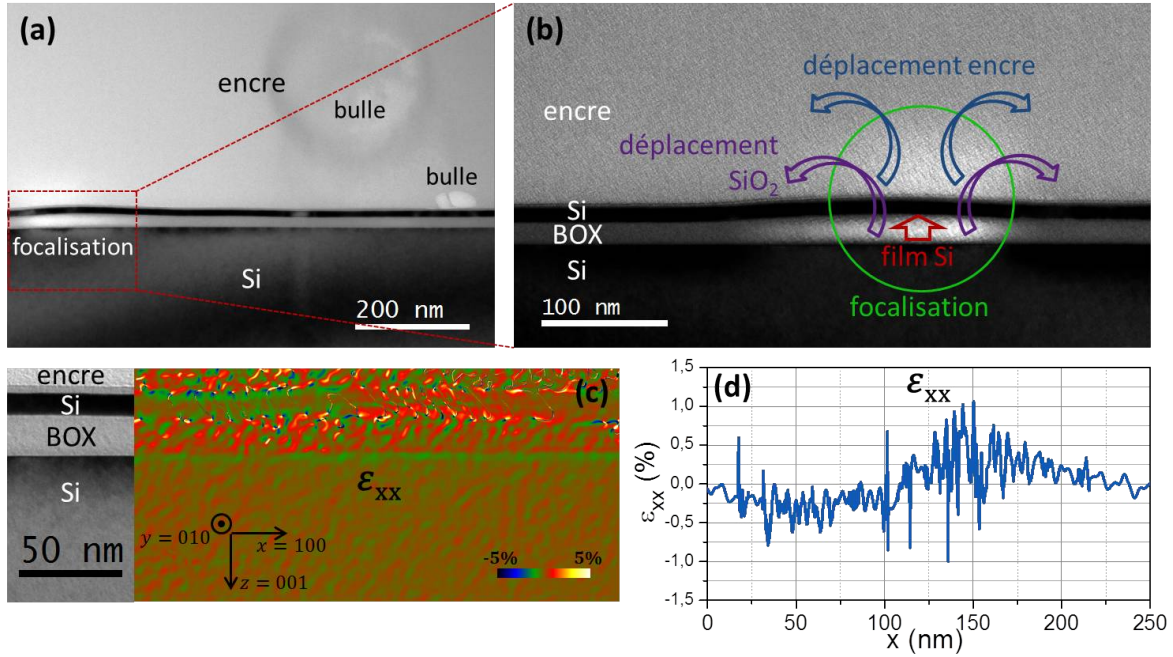 (a)
encre
bulle
bulle
focalisation
Si
200 nm
(b)
déplacement encre
encre
déplacement
SiO₂
Si
BOX
Si
film Si
focalisation
100 nm
encre
Si
BOX
Si
50 nm
(c)
εxx
y = 010
x = 100
z = 001
-5% 5%
(d)
εxx
εxx (%)
1,5
1,0
0,5
0,0
-0,5
-1,0
-1,5
0 50 100 150 200 250
x (nm)